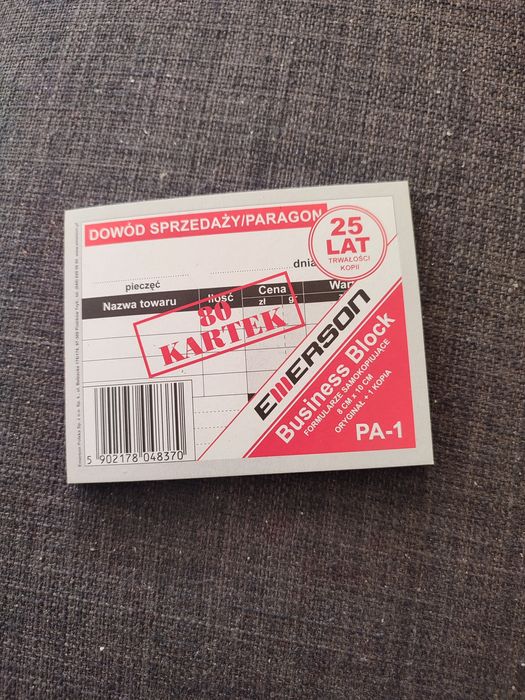 DOWÓD SPRZEDAŻY/PARAGON
25
LAT
TRWAŁOŚCI
KOPII
dnia
pieczęć
Nazwa towaru
Ilość
Cena
zł gr
War
80
KARTEK
EMERSON
Business Block
FORMULARZE SAMOKOPIUJĄCE
8 CM X 10 CM
ORYGINAŁ + 1 KOPIA
PA-1
5 902178 048370